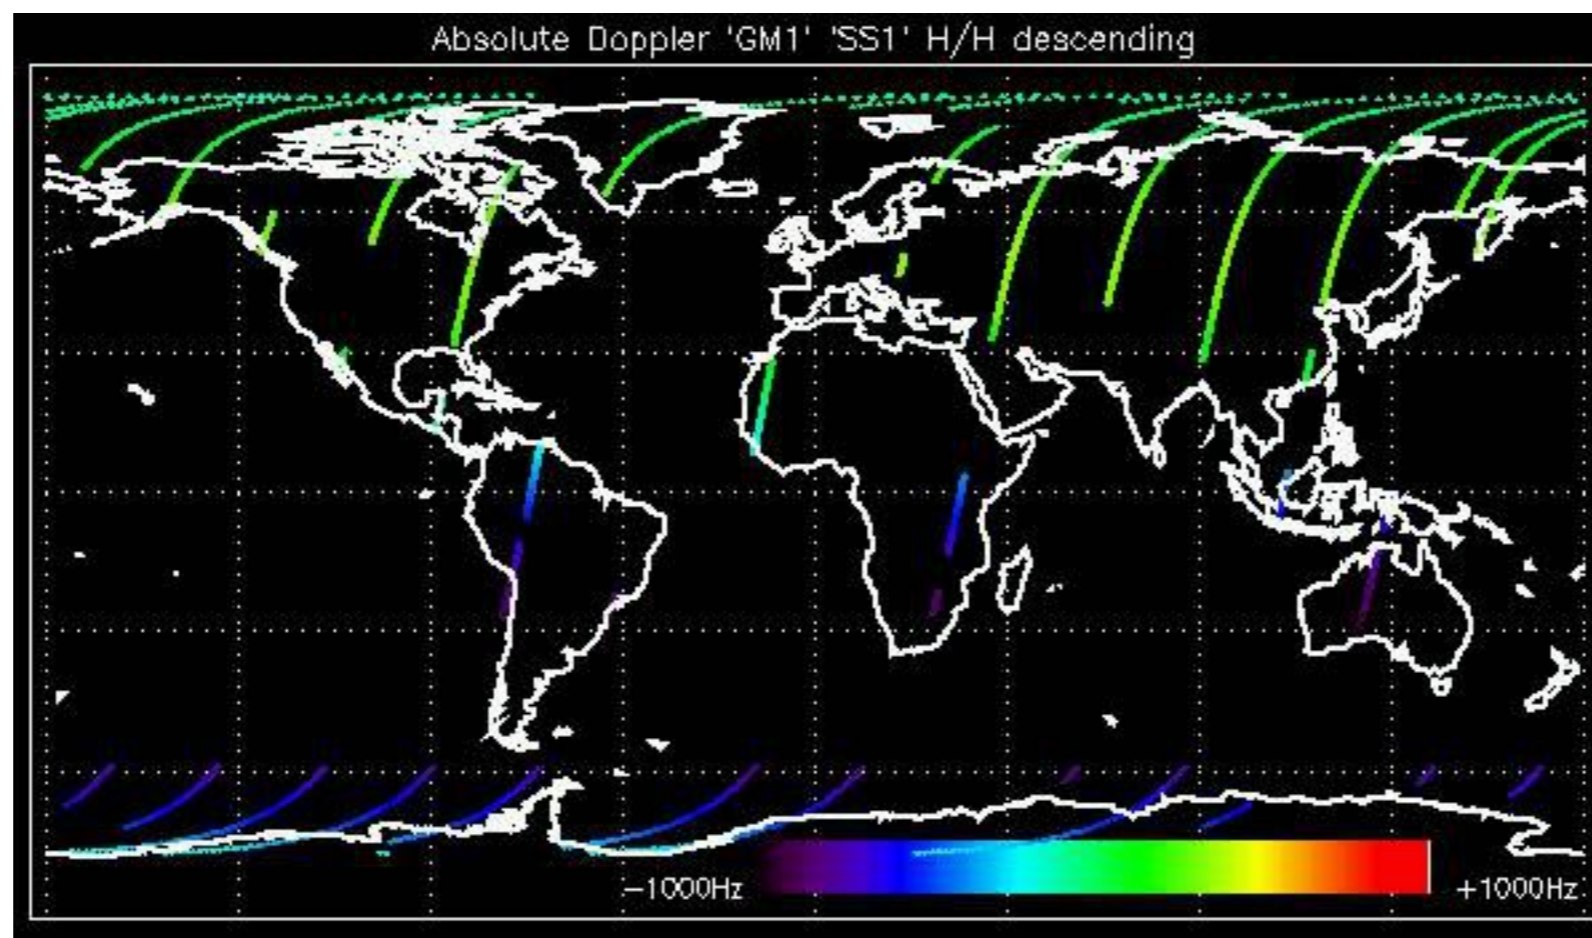 Absolute Doppler 'GM1' 'SS1' H/H descending
−1000Hz
+1000Hz